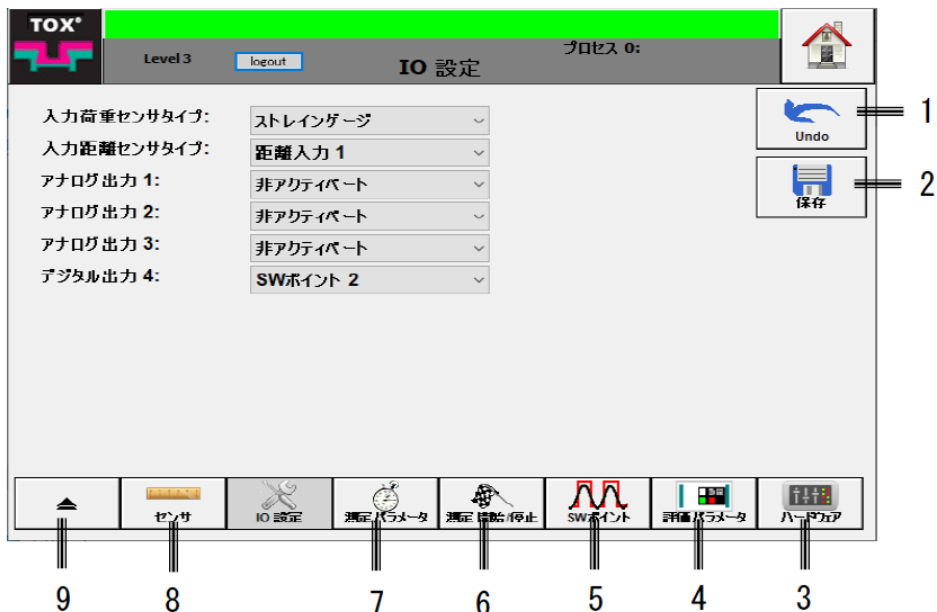 TOX®
Level 3
logout
IO 設定
プロセス 0:
入力荷重センサタイプ:
ストレインゲージ
Undo
1
入力距離センサタイプ:
距離入力 1
アナログ出力 1:
非アクティベート
保存
2
アナログ出力 2:
非アクティベート
アナログ出力 3:
非アクティベート
デジタル出力 4:
SWポイント 2
センサ
IO 設定
測定パラメータ
測定 開始/停止
SWポイント
評価パラメータ
ハードウェア
9
8
7
6
5
4
3